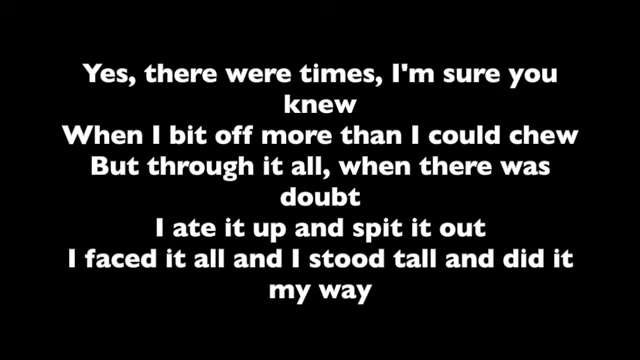 Yes, there were times, I'm sure you
knew
When I bit off more than I could chew
But through it all, when there was
doubt
I ate it up and spit it out
I faced it all and I stood tall and did it
my way